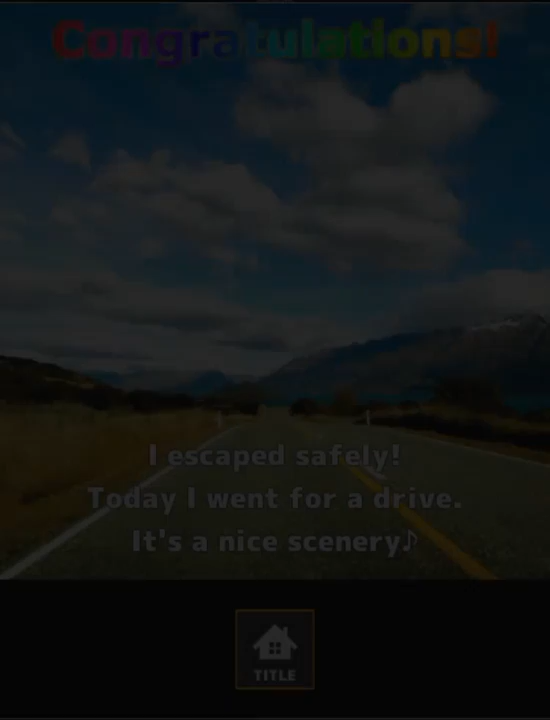 Congratulations!
I escaped safely!
Today I went for a drive.
It's a nice scenery♪
TITLE